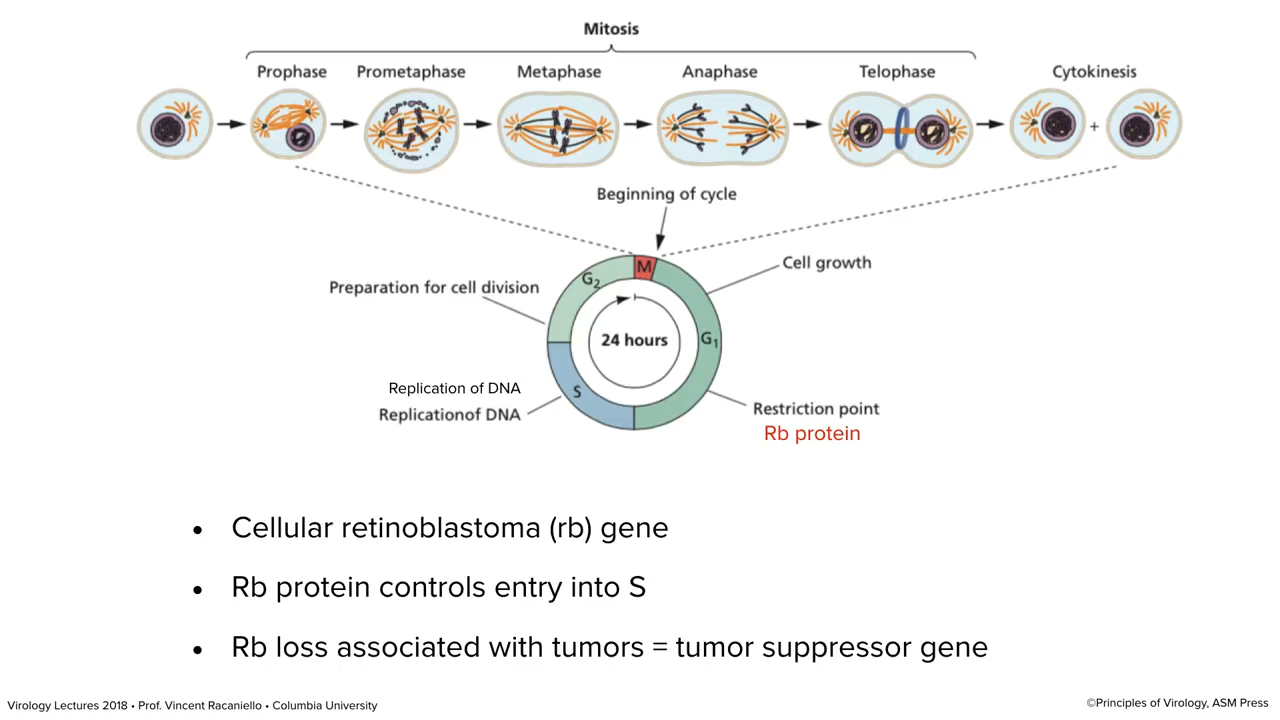 Mitosis
Prophase
Prometaphase
Metaphase
Anaphase
Telophase
Cytokinesis
+
Beginning of cycle
M
Cell growth
G2
Preparation for cell division
24 hours
G1
Replication of DNA
S
Replicationof DNA
Restriction point
Rb protein
• Cellular retinoblastoma (rb) gene
• Rb protein controls entry into S
• Rb loss associated with tumors = tumor suppressor gene
Virology Lectures 2018 • Prof. Vincent Racaniello • Columbia University
©Principles of Virology, ASM Press